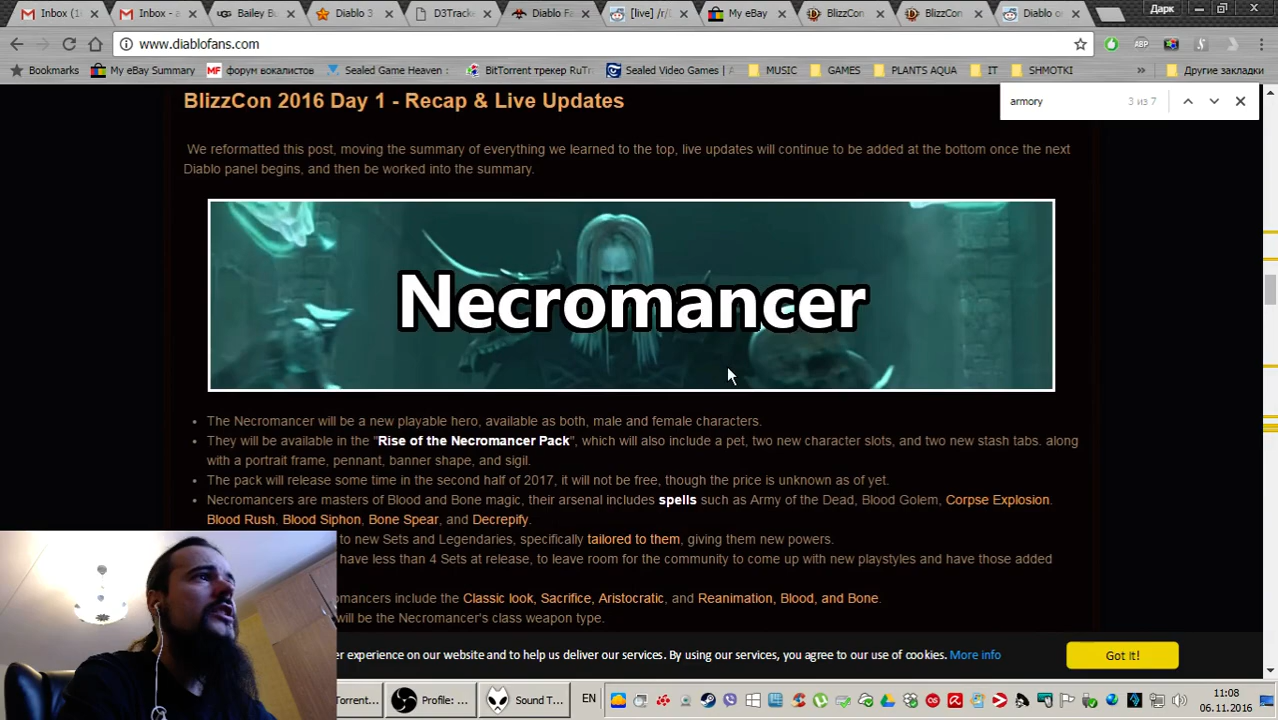 Inbox (1(
Inbox - a
Bailey Bu
Diablo 3
D3Tracke
Diablo Fa
[live] /r/
My eBay
BlizzCon
BlizzCon
Diablo o
Дарк
www.diablofans.com
ABP
Bookmarks
My eBay Summary
MF форум вокалистов
Sealed Game Heaven :
BitTorrent трекер RuTr
Sealed Video Games | A
MUSIC
GAMES
PLANTS AQUA
IT
SHMOTKI
»
Другие закладки
armory
3 из 7
BlizzCon 2016 Day 1 - Recap & Live Updates
We reformatted this post, moving the summary of everything we learned to the top, live updates will continue to be added at the bottom once the next
Diablo panel begins, and then be worked into the summary.
Necromancer
The Necromancer will be a new playable hero, available as both, male and female characters.
They will be available in the "Rise of the Necromancer Pack", which will also include a pet, two new character slots, and two new stash tabs. along
with a portrait frame, pennant, banner shape, and sigil.
The pack will release some time in the second half of 2017, it will not be free, though the price is unknown as of yet.
Necromancers are masters of Blood and Bone magic, their arsenal includes spells such as Army of the Dead, Blood Golem, Corpse Explosion.
Blood Rush, Blood Siphon, Bone Spear, and Decrepify.
to new Sets and Legendaries, specifically tailored to them, giving them new powers.
have less than 4 Sets at release, to leave room for the community to come up with new playstyles and have those added
omancers include the Classic look, Sacrifice, Aristocratic, and Reanimation, Blood, and Bone.
will be the Necromancer's class weapon type.
er experience on our website and to help us deliver our services. By using our services, you agree to our use of cookies. More info
Got it!
Torrent...
Profile: ...
Sound T...
EN
11:08
06.11.2016